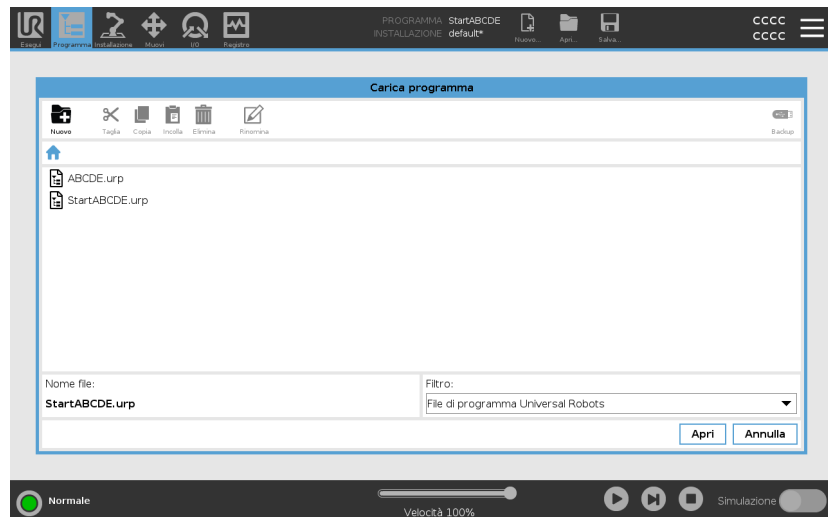 UR
PROGRAMMA StartABCDE
INSTALLAZIONE default*
Esegui Programma Installazione Muovi I/O Registro
Nuovo... Apri... Salva...
CCCC
CCCC
Carica programma
Nuovo Taglia Copia Incolla Elimina Rinomina Backup
ABCDE.urp
StartABCDE.urp
Nome file:
StartABCDE.urp
Filtro:
File di programma Universal Robots
Apri Annulla
Normale
Velocità 100%
Simulazione